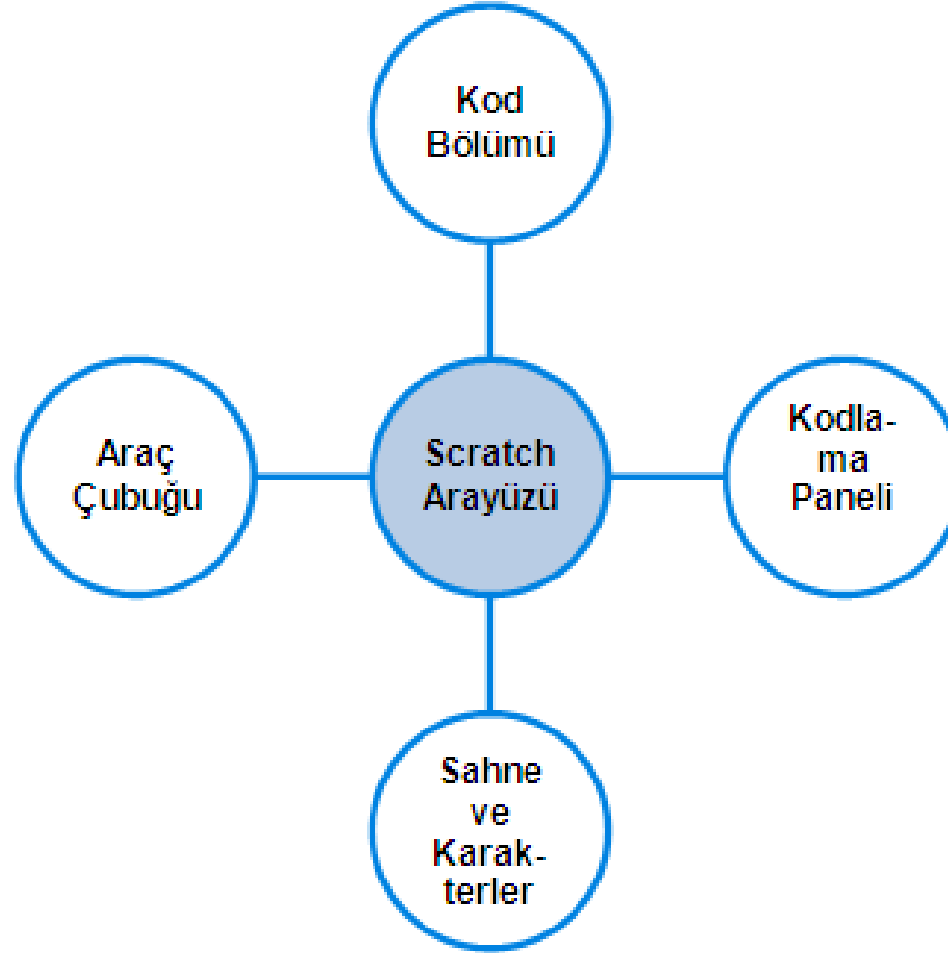 Kod
Bölümü
Araç
Çubuğu
Scratch
Arayüzü
Kodla-
ma
Paneli
Sahne
ve
Karak-
terler